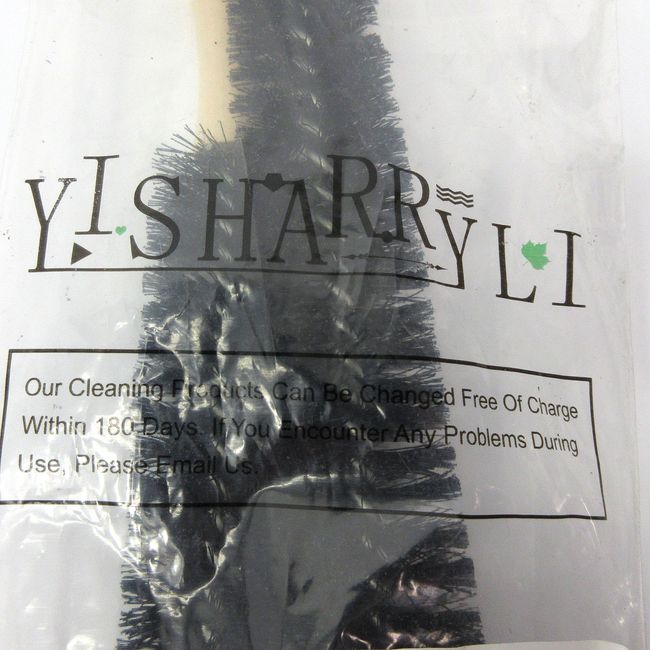 YISHARRYLI
Our Cleaning Products Can Be Changed Free Of Charge
Within 180 Days. If You Encounter Any Problems During
Use, Please Email Us.